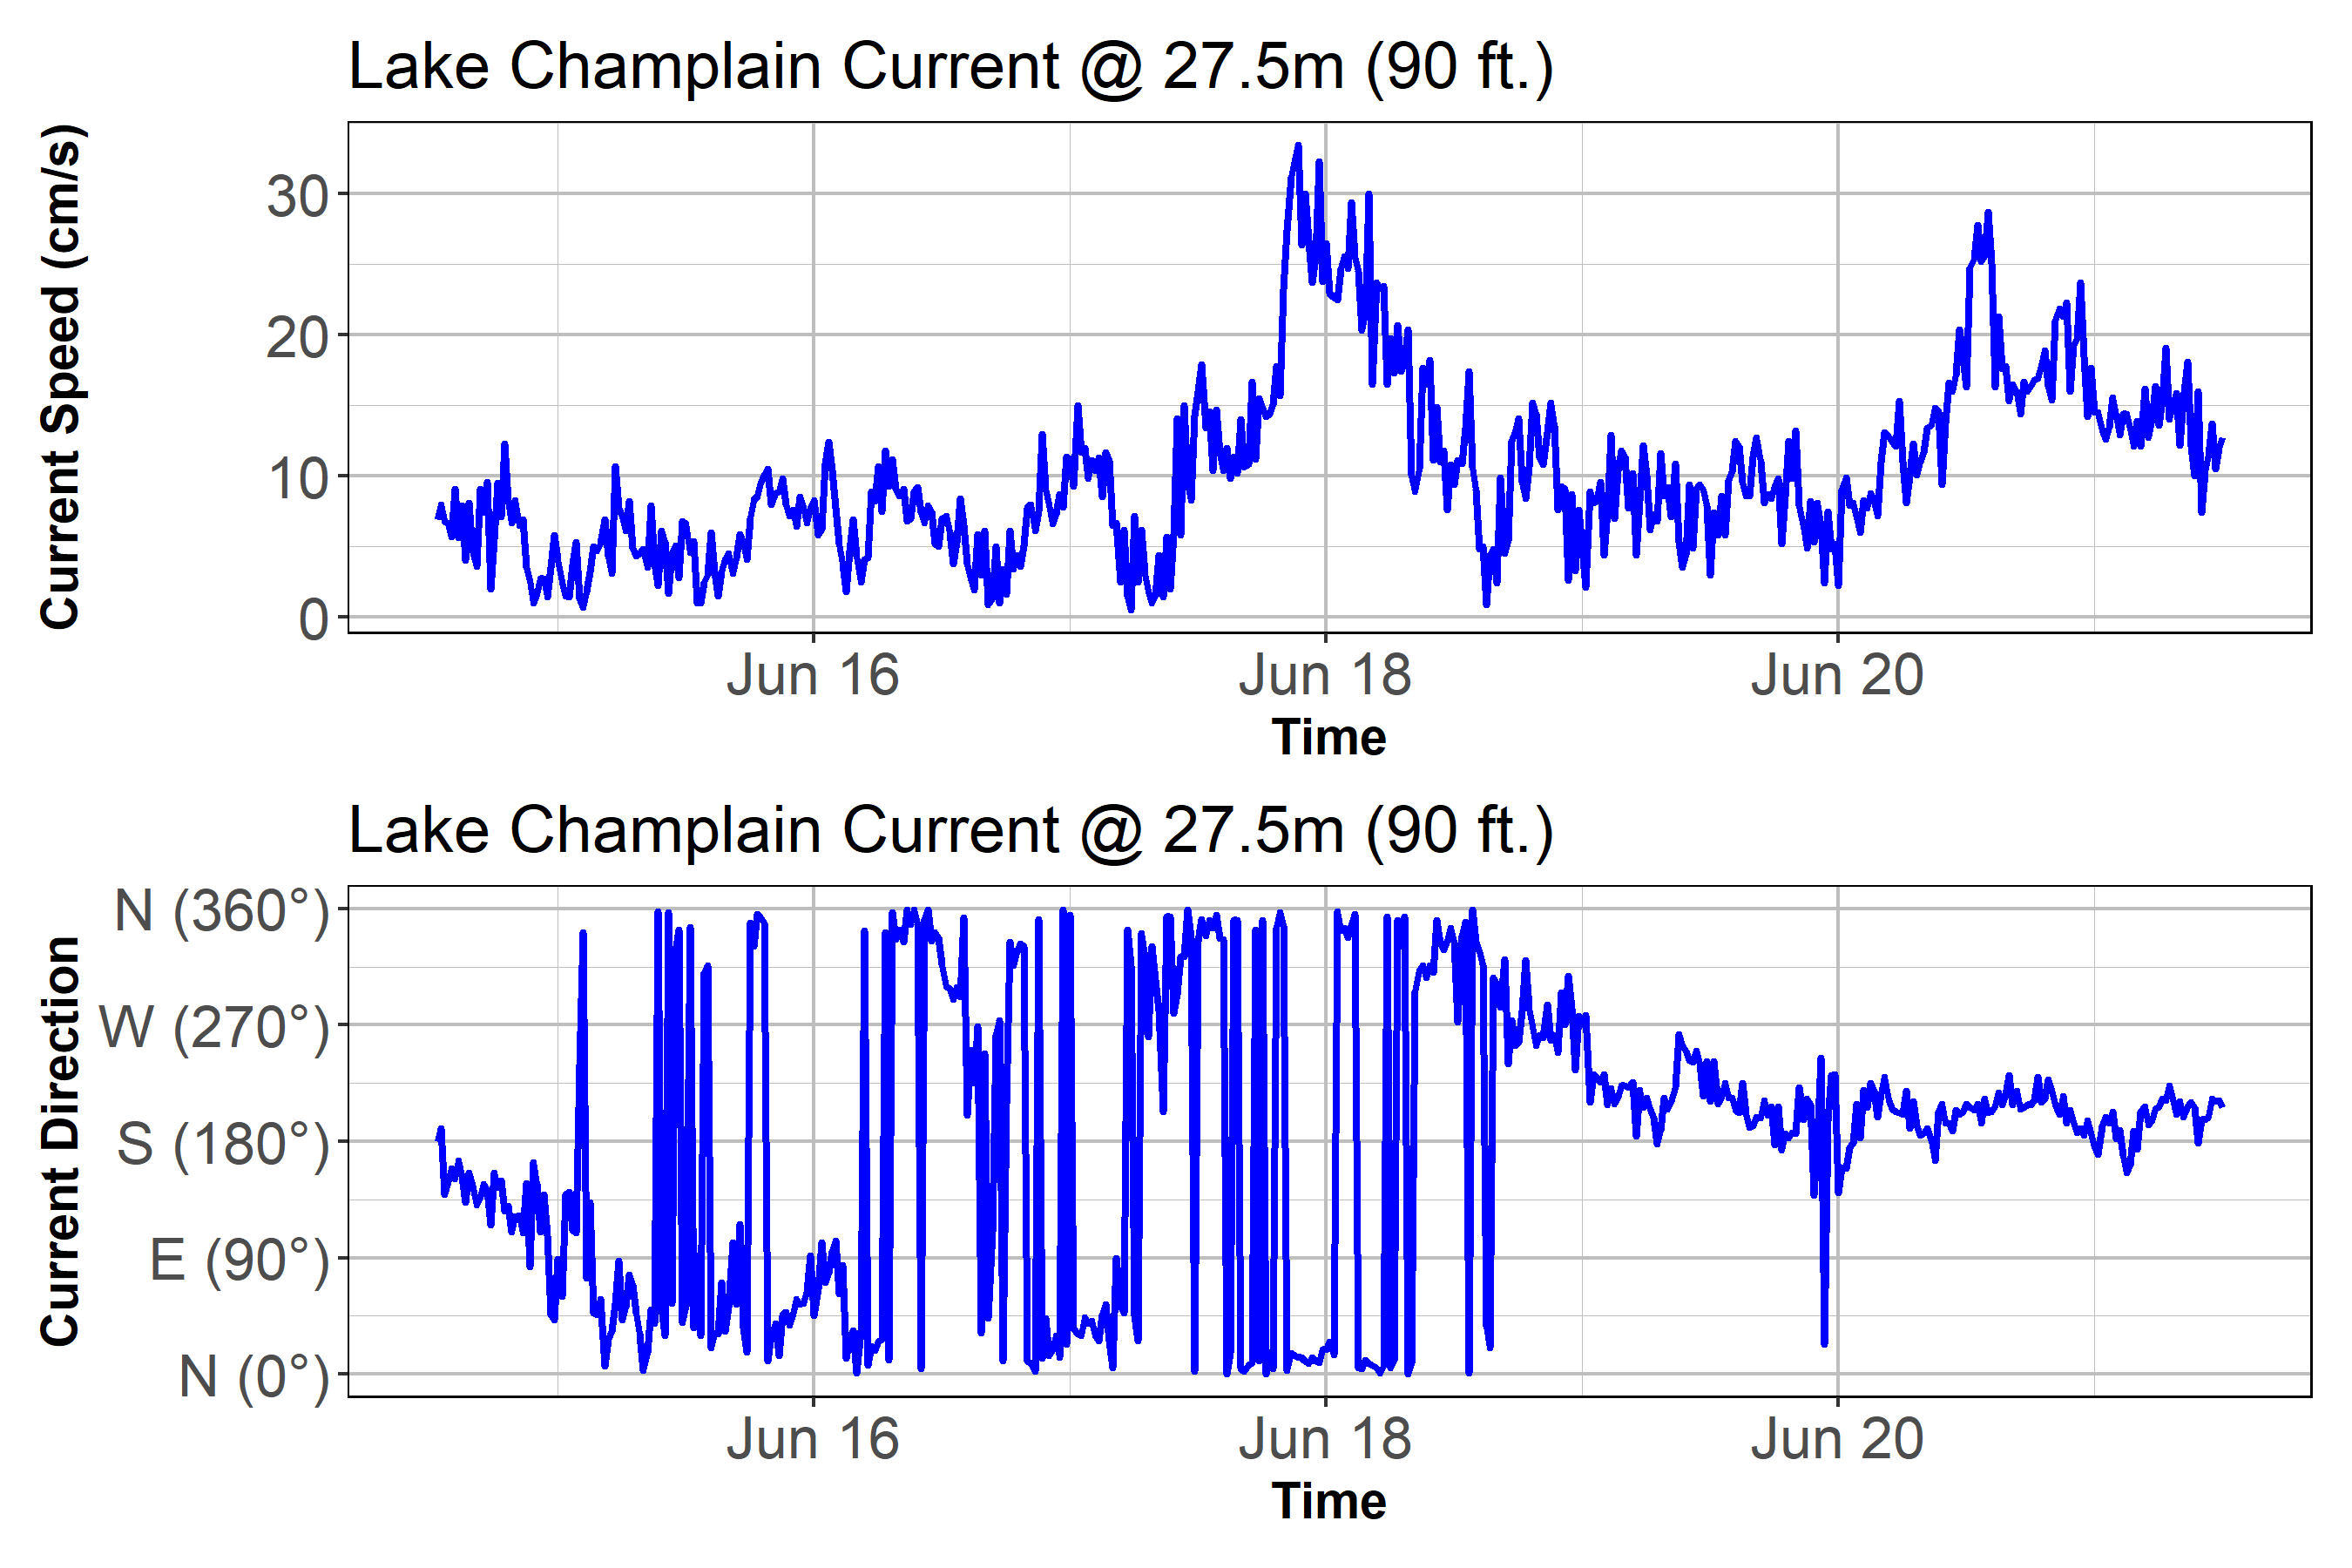 Lake Champlain Current @ 27.5m (90 ft.)
Current Speed (cm/s)
30
20
10
0
Jun 16
Jun 18
Jun 20
Time
Lake Champlain Current @ 27.5m (90 ft.)
Current Direction
N (360°)
W (270°)
S (180°)
E (90°)
N (0°)
Jun 16
Jun 18
Jun 20
Time